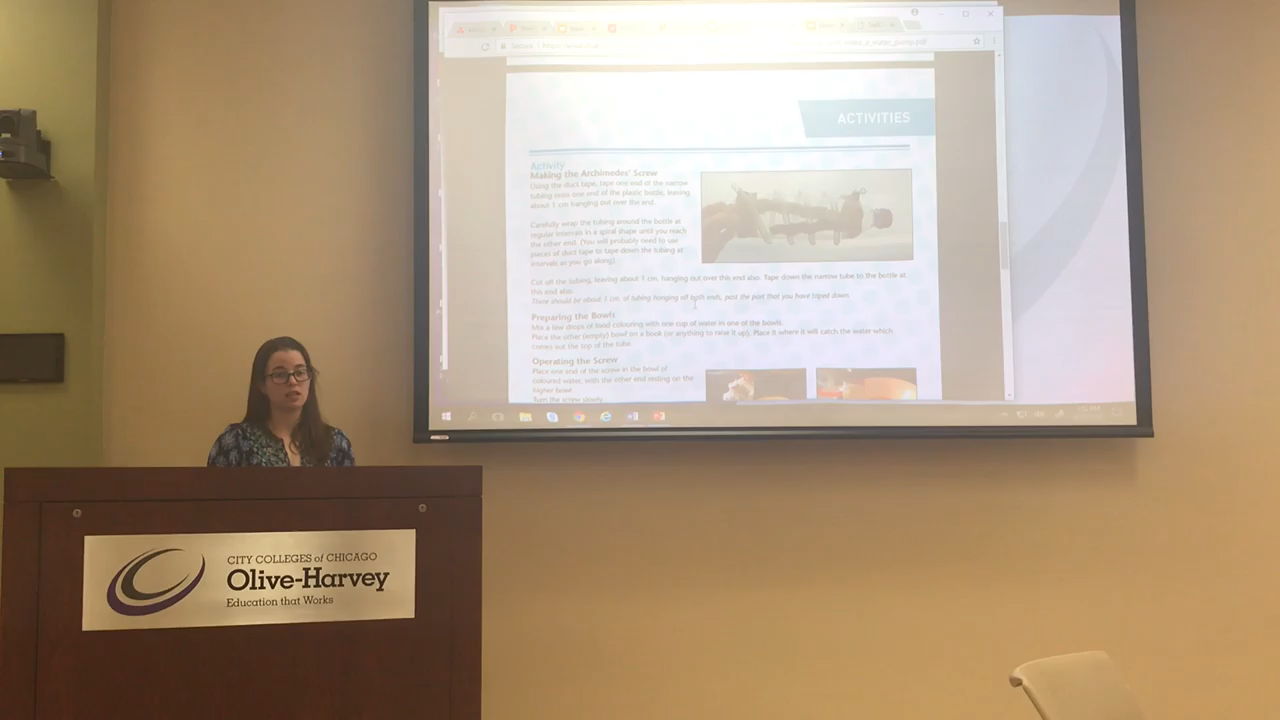 ACTIVITIES
Activity
Making the Archimedes' Screw
Using the duct tape, tape one end of the narrow
tubing onto one end of the plastic bottle, leaving
about 1 cm hanging out over the end.
Carefully wrap the tubing around the bottle at
regular intervals in a spiral shape until you reach
the other end. (You will probably need to use
pieces of duct tape to tape down the tubing at
intervals as you go along)
Cut off the tubing, leaving about 1 cm, hanging out over this end also. Tape down the narrow tube to the bottle at
this end also.
There should be about 1 cm of tubing hanging off both ends, past the part that you have taped down.
Preparing the Bowls
Mix a few drops of food colouring with one cup of water in one of the bowls.
Place the other (empty) bowl on a book (or anything to raise it up). Place it where it will catch the water which
comes out the top of the tube.
Operating the Screw
Place one end of the screw in the bowl of
coloured water, with the other end resting on the
higher bowl.
Turn the screw slowly
CITY COLLEGES of CHICAGO
Olive-Harvey
Education that Works